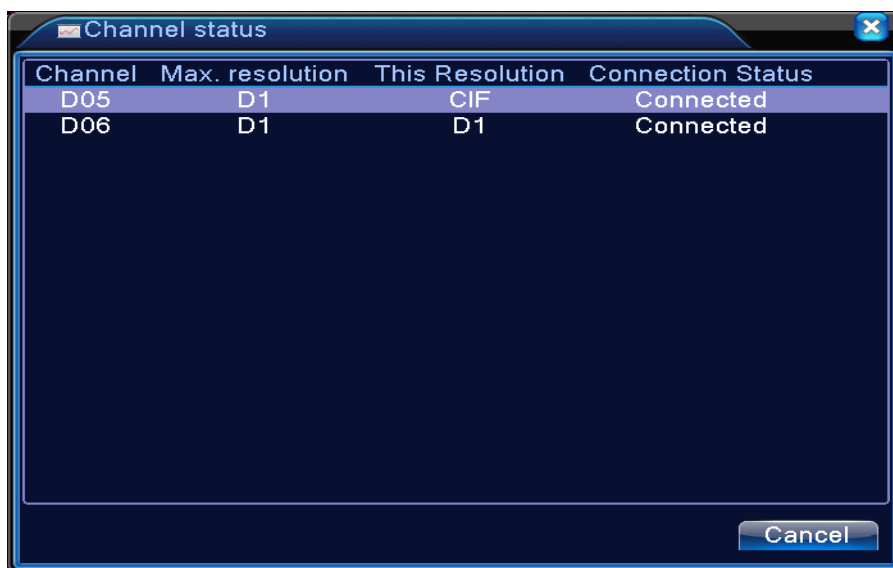 Channel status
Channel Max. resolution This Resolution Connection Status
D05 D1 CIF Connected
D06 D1 D1 Connected
Cancel